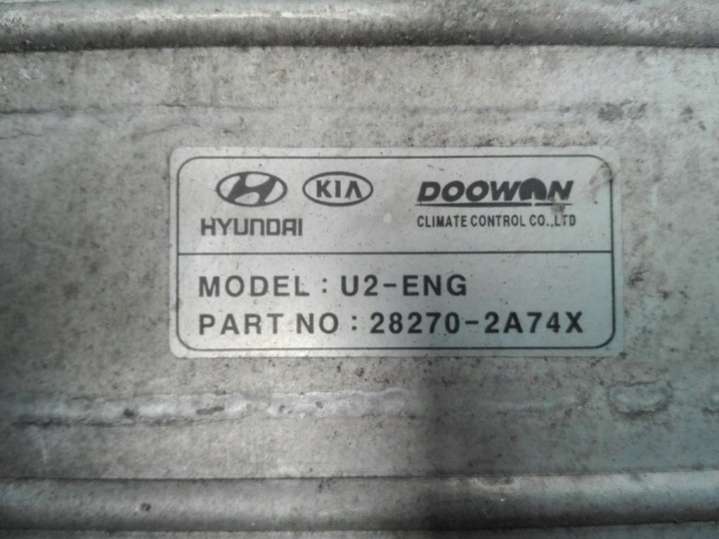 KIA DOOWON
HYUNDAI CLIMATE CONTROL CO.,LTD
MODEL : U2-ENG
PART NO : 28270-2A74X